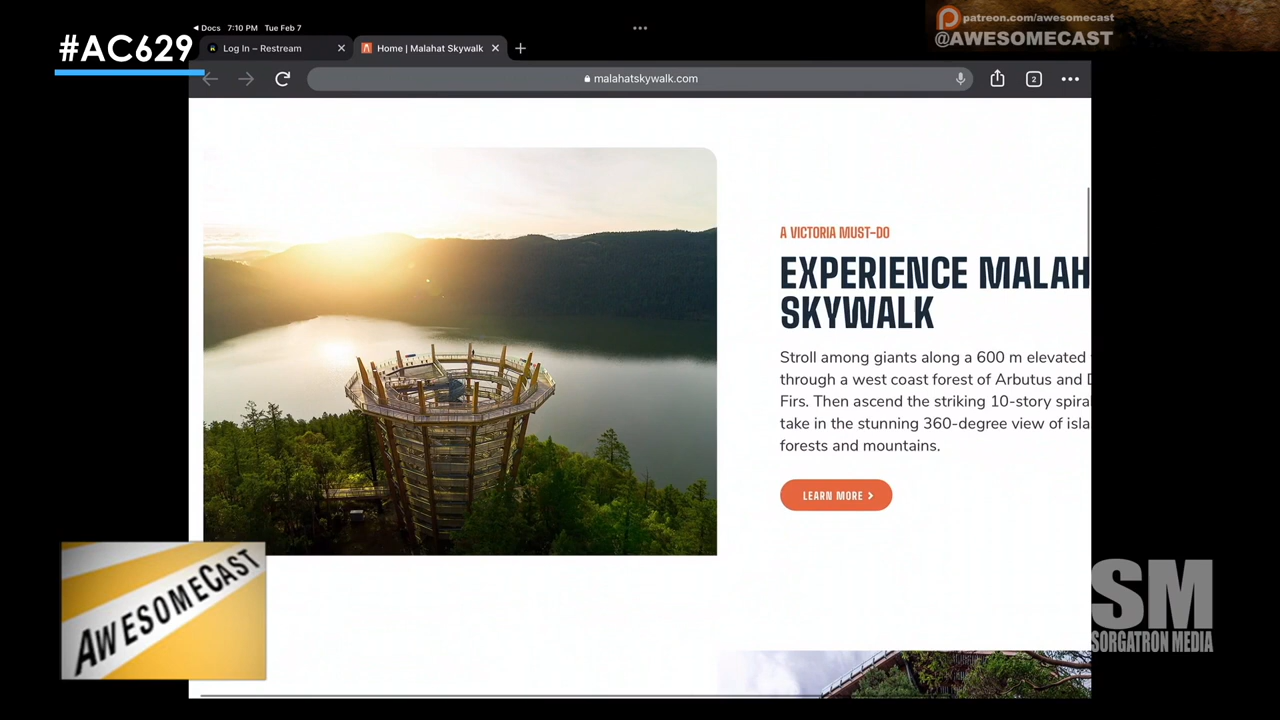 #AC629
Docs 7:10 PM Tue Feb 7
Log In – Restream
Home | Malahat Skywalk
malahatskywalk.com
2
patreon.com/awesomecast
@AWESOMECAST
A VICTORIA MUST-DO
EXPERIENCE MALAH
SKYWALK
Stroll among giants along a 600 m elevated
through a west coast forest of Arbutus and D
Firs. Then ascend the striking 10-story spira
take in the stunning 360-degree view of isla
forests and mountains.
LEARN MORE >
AWESOMECAST
SM
SORGATRON MEDIA